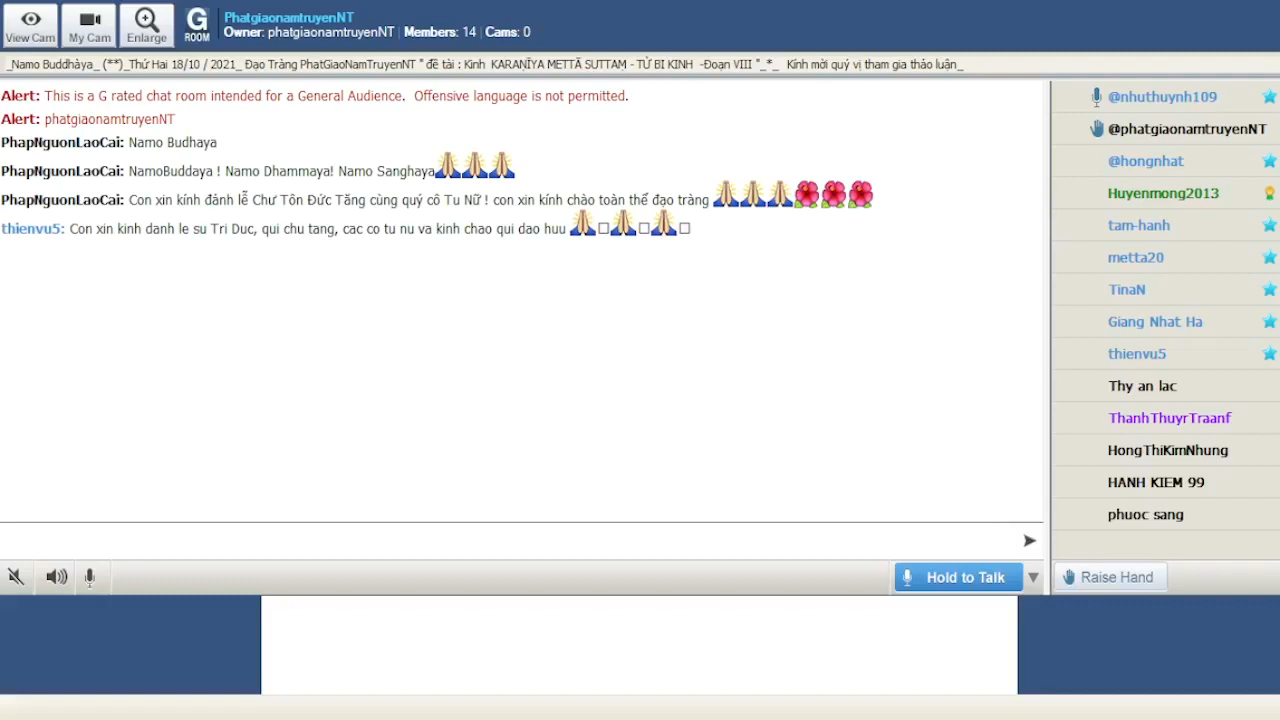 View Cam
My Cam
Enlarge
G
ROOM
PhatgiaonamtruyenNT
Owner: phatgiaonamtruyenNT | Members: 14 | Cams: 0
_Namo Buddhàya_ (**)_Thứ Hai 18/10 / 2021_ Đạo Tràng PhatGiaoNamTruyenNT " đề tài : Kinh KARAṆĪYA METTĀ SUTTAṂ - TỪ BI KINH -Đoạn VIII "_*_ Kính mời quý vị tham gia thảo luận_
Alert: This is a G rated chat room intended for a General Audience. Offensive language is not permitted.
Alert: phatgiaonamtruyenNT
PhapNguonLaoCai: Namo Budhaya
PhapNguonLaoCai: NamoBuddaya ! Namo Dhammaya! Namo Sanghaya🙏🙏🙏
PhapNguonLaoCai: Con xin kính đảnh lễ Chư Tôn Đức Tăng cùng quý cô Tu Nữ ! con xin kính chào toàn thể đạo tràng 🙏🙏🙏🌺🌺🌺
thienvu5: Con xin kinh danh le su Tri Duc, qui chu tang, cac co tu nu va kinh chao qui dao huu 🙏□🙏□🙏□
@nhuthuynh109
@phatgiaonamtruyenNT
@hongnhat
Huyenmong2013
tam-hanh
metta20
TinaN
Giang Nhat Ha
thienvu5
Thy an lac
ThanhThuyrTraanf
HongThiKimNhung
HANH KIEM 99
phuoc sang
Hold to Talk
Raise Hand